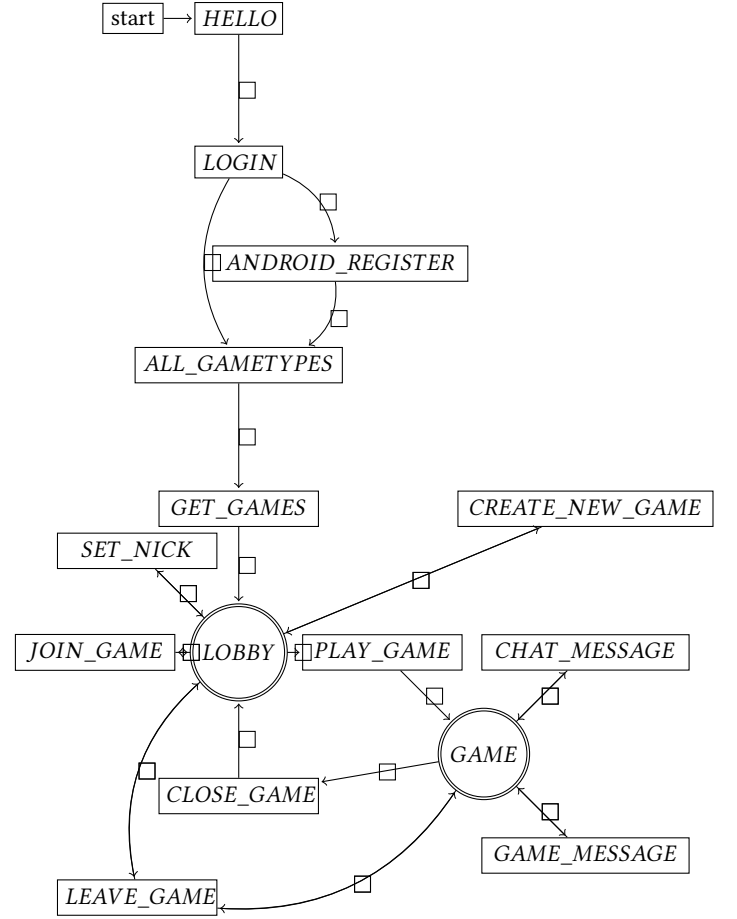 start HELLO
LOGIN
ANDROID_REGISTER
ALL_GAMETYPES
GET_GAMES CREATE_NEW_GAME
SET_NICK
JOIN_GAME LOBBY PLAY_GAME CHAT_MESSAGE
GAME
CLOSE_GAME
GAME_MESSAGE
LEAVE_GAME